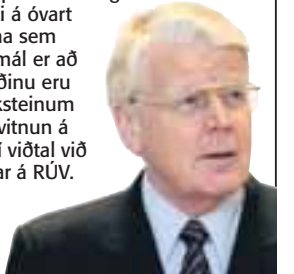 i á óvart
na sem
mál er að
ðinu eru
ksteinum
vitnun á
í viðtal við
ar á RÚV.